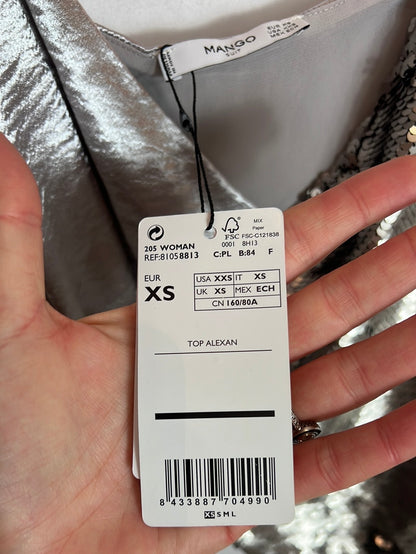 MANGO
SUIT
MIX
Paper
FSC
FSC-C121838
205 WOMAN
0001 8H13
REF:81058813
C:PL B:84 F
EUR
XS
USA XXS IT XS
UK XS MEX ECH
CN 160/80A
TOP ALEXAN
8 433887 704990
XS S M L